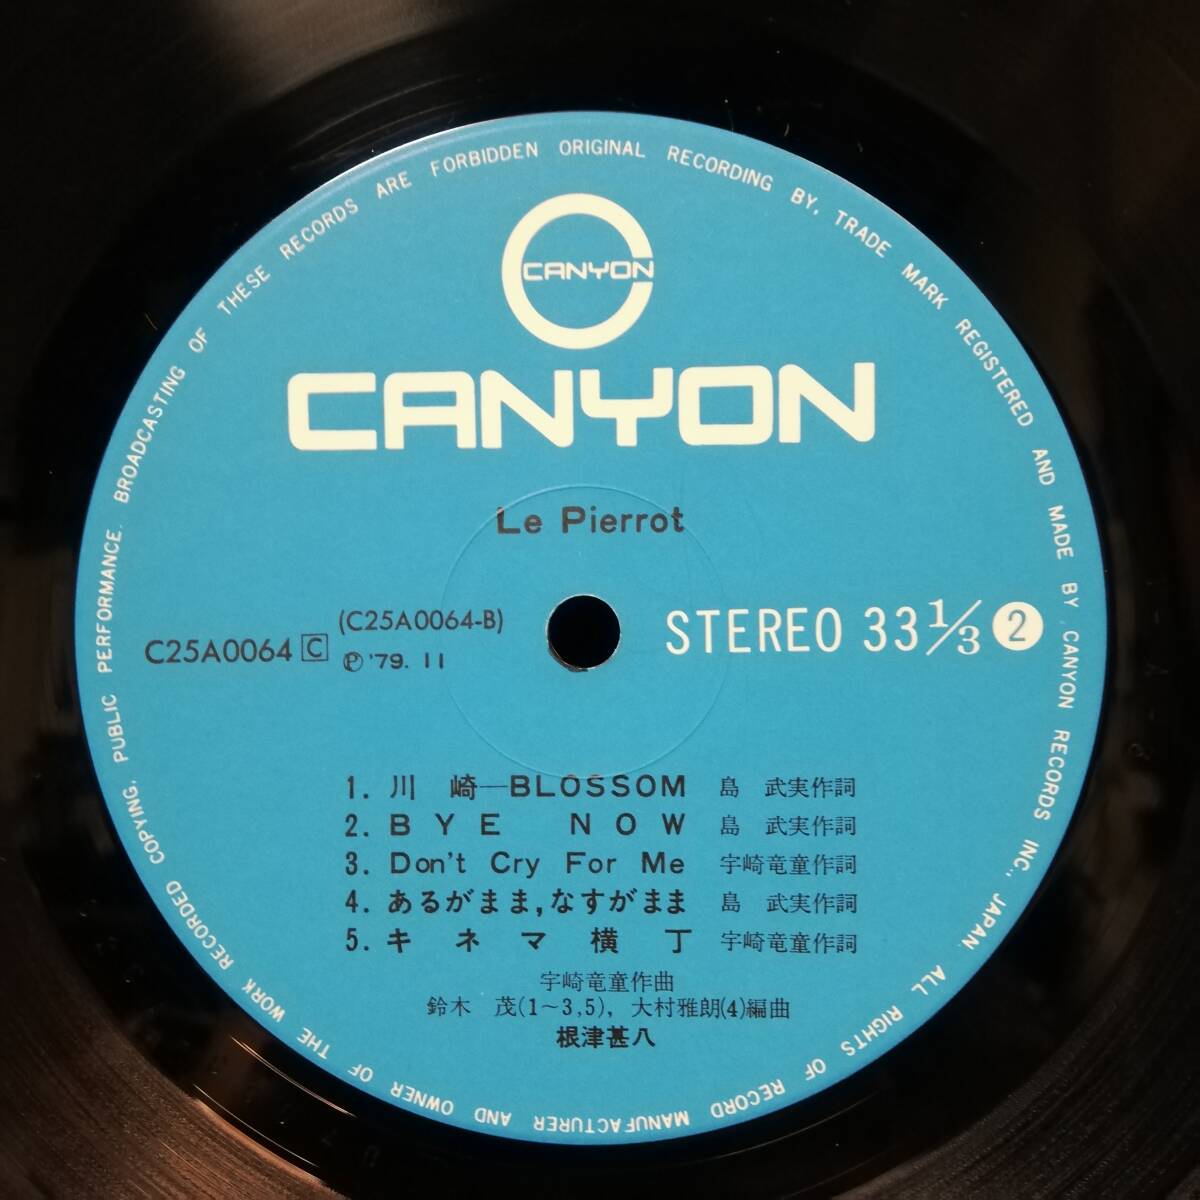 BROADCASTING OF THESE RECORDS ARE FORBIDDEN ORIGINAL RECORDING BY, TRADE MARK REGISTERED AND MADE BY CANYON RECORDS INC., JAPAN. ALL RIGHTS OF RECORD MANUFACTURER AND OWNER OF THE WORK RECORDED COPYING, PUBLIC PERFORMANCE.
CANYON
CANYON
Le Pierrot
(C25A0064-B)
C25A0064 C
Ⓟ '79. 11
STEREO 33 1/3 2
1. 川 崎―BLOSSOM 島 武実作詞
2. BYE NOW 島 武実作詞
3. Don't Cry For Me 宇崎竜童作詞
4. あるがまま,なすがまま 島 武実作詞
5. キネマ横丁 宇崎竜童作詞
宇崎竜童作曲
鈴木 茂(1~3,5), 大村雅朗(4)編曲
根津甚八